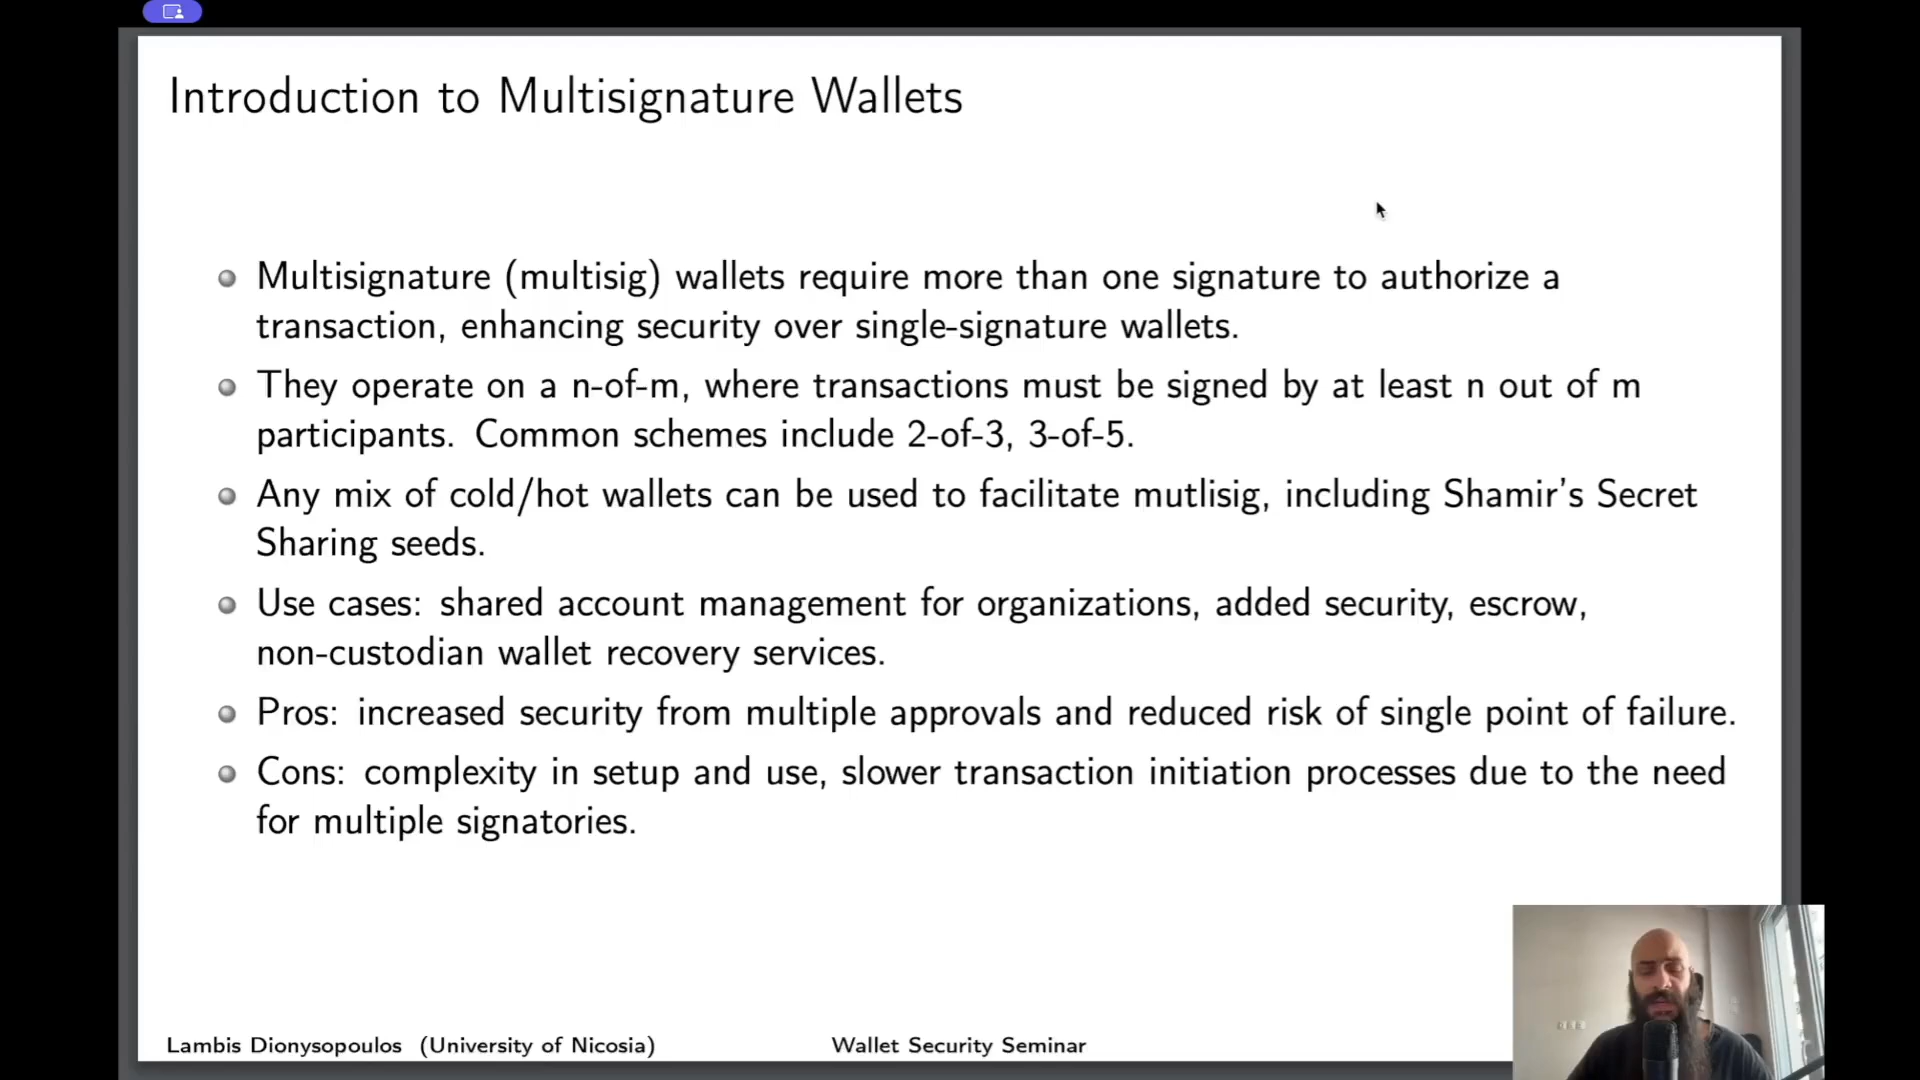 Introduction to Multisignature Wallets
Multisignature (multisig) wallets require more than one signature to authorize a
transaction, enhancing security over single-signature wallets.
They operate on a n-of-m, where transactions must be signed by at least n out of m
participants. Common schemes include 2-of-3, 3-of-5.
Any mix of cold/hot wallets can be used to facilitate mutlisig, including Shamir's Secret
Sharing seeds.
Use cases: shared account management for organizations, added security, escrow,
non-custodian wallet recovery services.
Pros: increased security from multiple approvals and reduced risk of single point of failure.
Cons: complexity in setup and use, slower transaction initiation processes due to the need
for multiple signatories.
Lambis Dionysopoulos (University of Nicosia)
Wallet Security Seminar